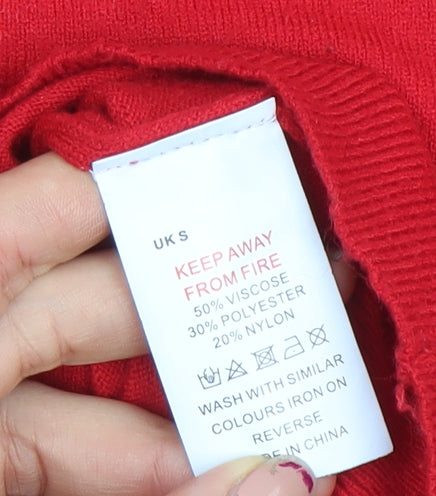 UK S
KEEP AWAY
FROM FIRE
50% VISCOSE
30% POLYESTER
20% NYLON
WASH WITH SIMILAR
COLOURS IRON ON
REVERSE
IN CHINA